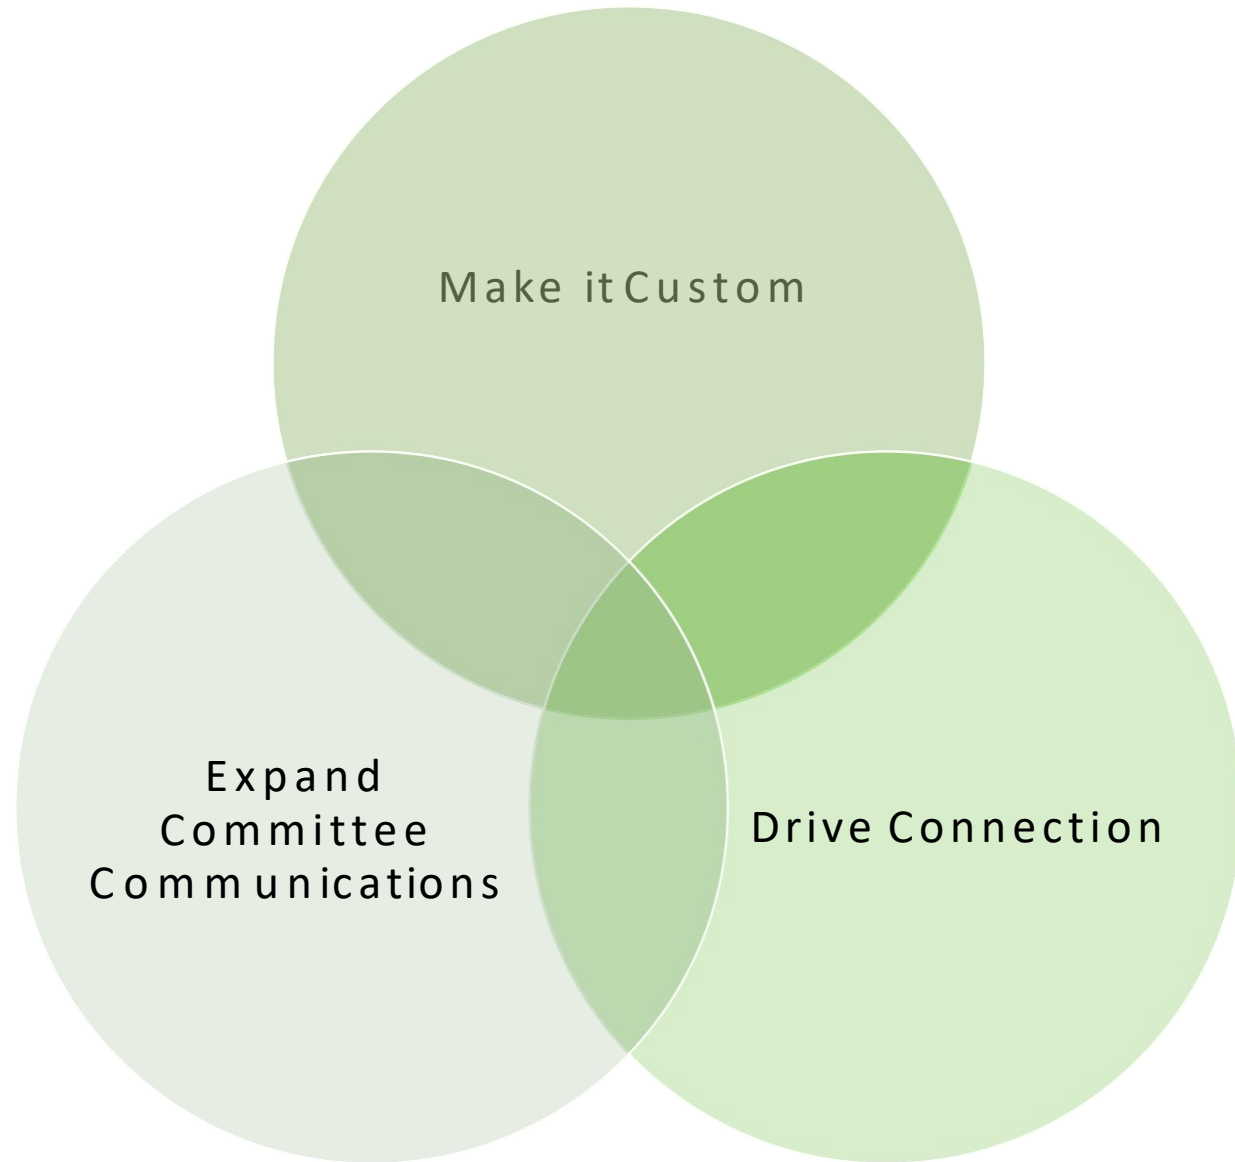 Make it Custom
Expand
Committee
Communications
Drive Connection